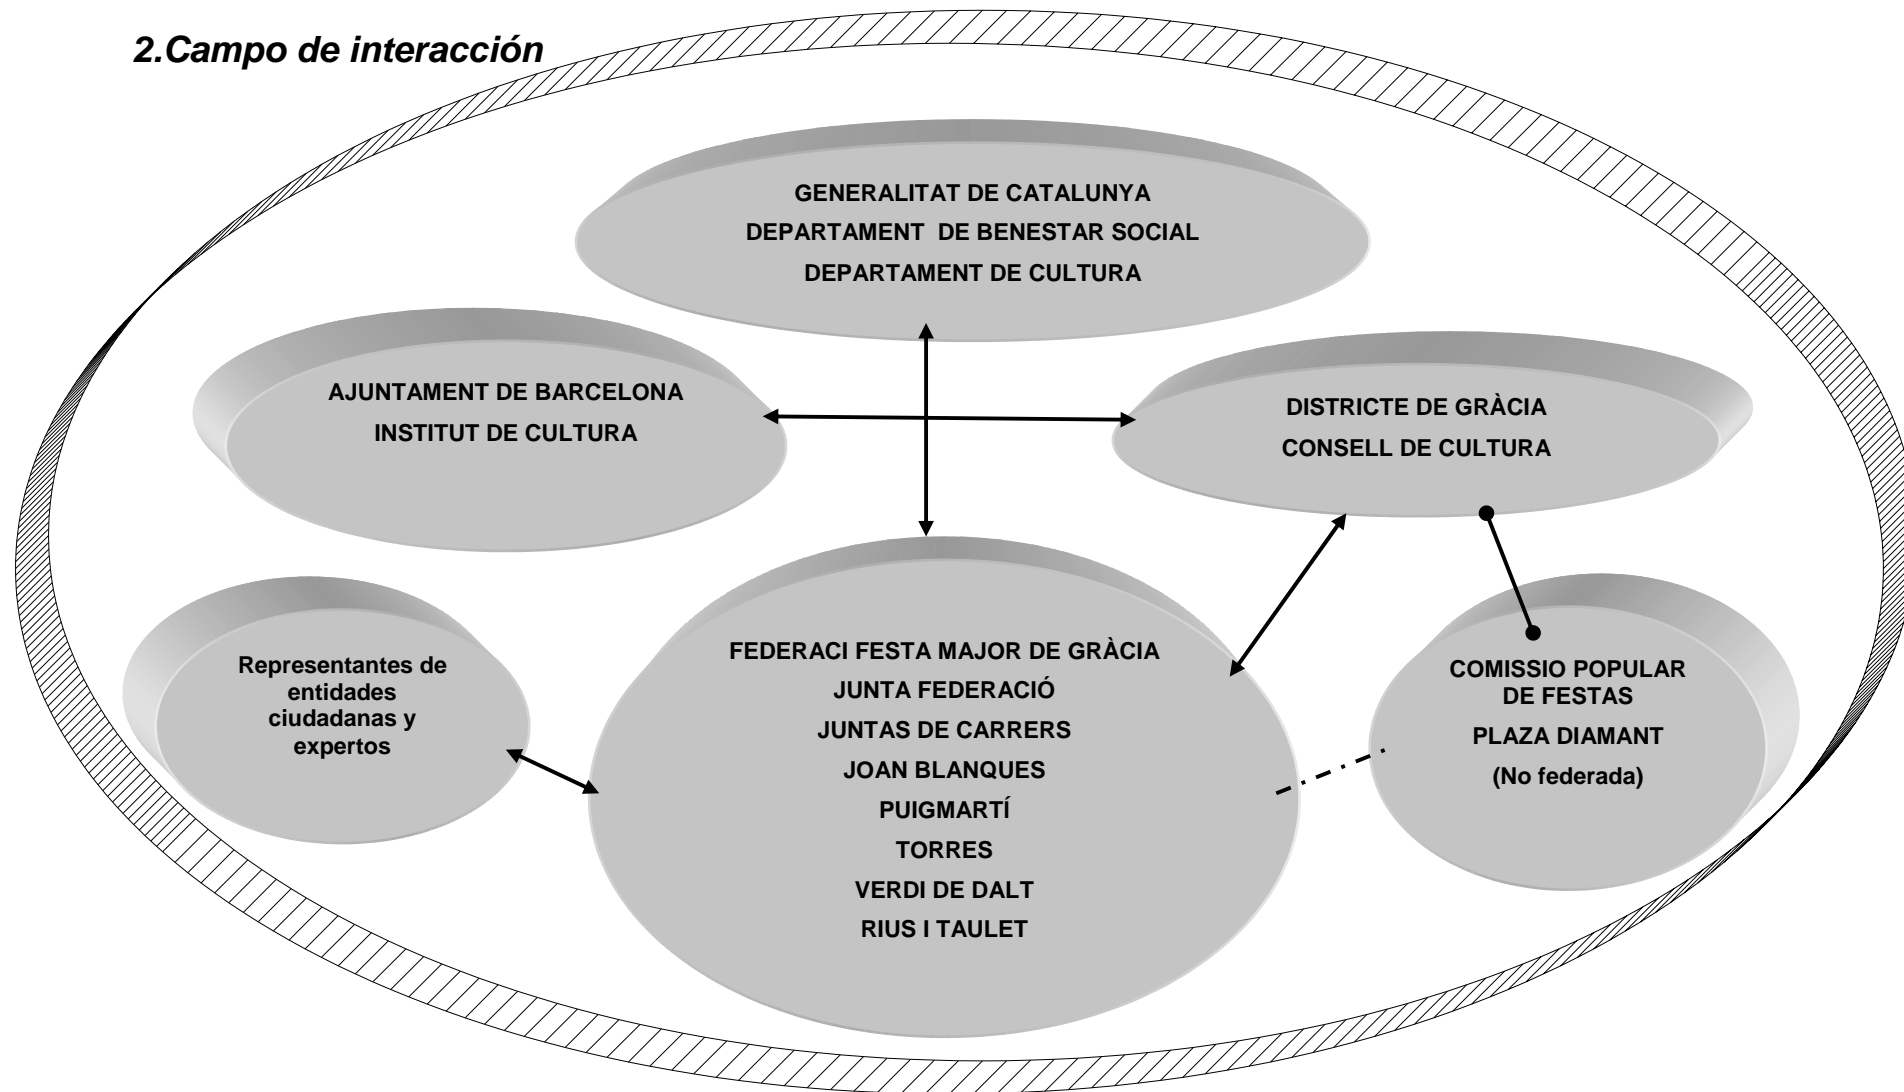 2.Campo de interacción
GENERALITAT DE CATALUNYA
DEPARTAMENT  DE BENESTAR SOCIAL
DEPARTAMENT DE CULTURA
AJUNTAMENT DE BARCELONA
INSTITUT DE CULTURA
DISTRICTE DE GRÀCIA
CONSELL DE CULTURA
Representantes de
entidades
ciudadanas y
expertos
FEDERACI FESTA MAJOR DE GRÀCIA
JUNTA FEDERACIÓ
JUNTAS DE CARRERS
JOAN BLANQUES
PUIGMARTÍ
TORRES
VERDI DE DALT
RIUS I TAULET
COMISSIO POPULAR
DE FESTAS
PLAZA DIAMANT
(No federada)